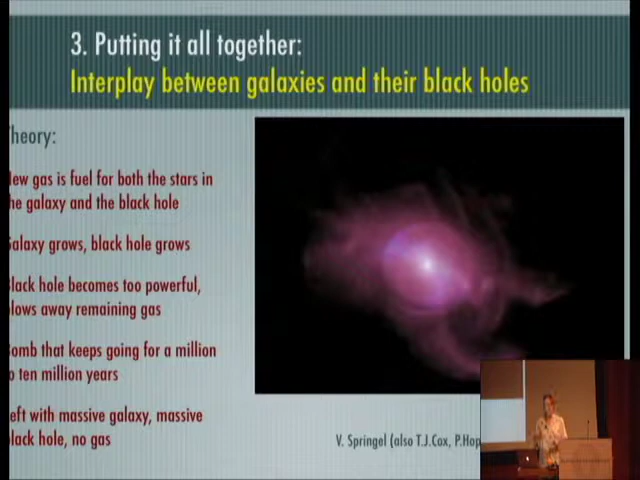 3. Putting it all together:
Interplay between galaxies and their black holes
heory:
ew gas is fuel for both the stars in
he galaxy and the black hole
alaxy grows, black hole grows
lack hole becomes too powerful,
lows away remaining gas
omb that keeps going for a million
o ten million years
eft with massive galaxy, massive
lack hole, no gas
V. Springel (also T.J.Cox, P.Hop